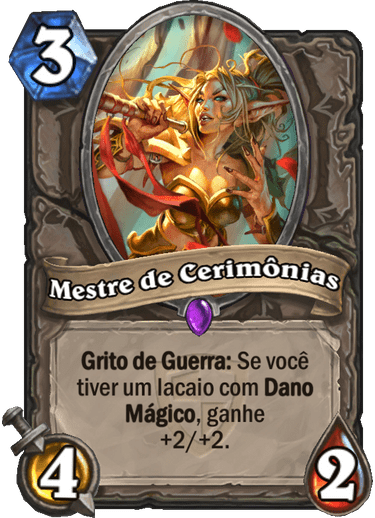 3
Mestre de Cerimônias
Grito de Guerra: Se você
tiver um lacaio com Dano
Mágico, ganhe
+2/+2.
4
2